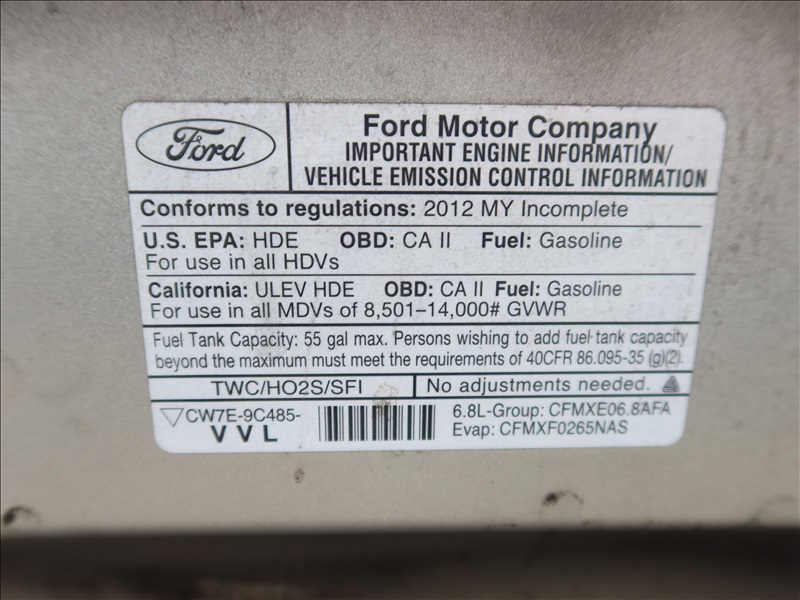 Ford
Ford Motor Company
IMPORTANT ENGINE INFORMATION/
VEHICLE EMISSION CONTROL INFORMATION
Conforms to regulations: 2012 MY Incomplete
U.S. EPA: HDE OBD: CA II Fuel: Gasoline
For use in all HDVs
California: ULEV HDE OBD: CA II Fuel: Gasoline
For use in all MDVs of 8,501–14,000# GVWR
Fuel Tank Capacity: 55 gal max. Persons wishing to add fuel tank capacity
beyond the maximum must meet the requirements of 40CFR 86.095-35 (g)(2).
TWC/HO2S/SFI No adjustments needed.
CW7E-9C485-
VVL
6.8L-Group: CFMXE06.8AFA
Evap: CFMXF0265NAS